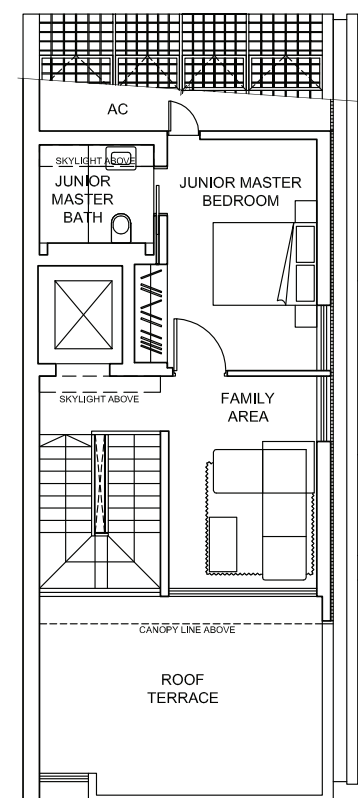 AC
SKYLIGHT ABOVE
JUNIOR
MASTER
BATH
JUNIOR MASTER
BEDROOM
SKYLIGHT ABOVE
FAMILY
AREA
CANOPY LINE ABOVE
ROOF
TERRACE